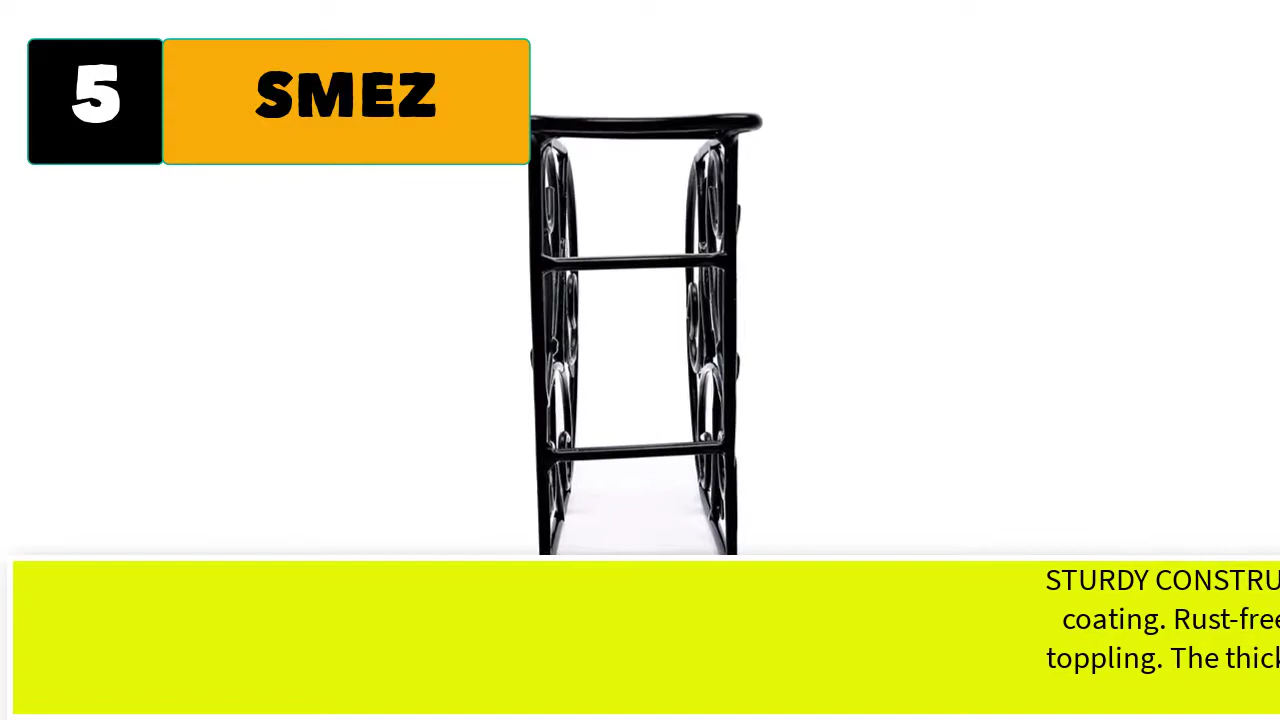 5 SMEZ
STURDY CONSTRU
coating. Rust-free
toppling. The thick